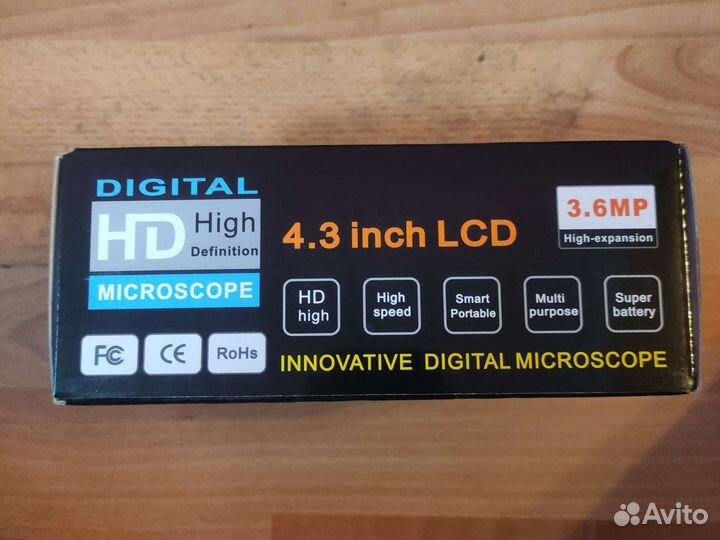 DIGITAL
HD High
Definition
MICROSCOPE
4.3 inch LCD
3.6MP
High-expansion
HD
high
High
speed
Smart
Portable
Multi
purpose
Super
battery
FC CE RoHs
INNOVATIVE DIGITAL MICROSCOPE
Avito